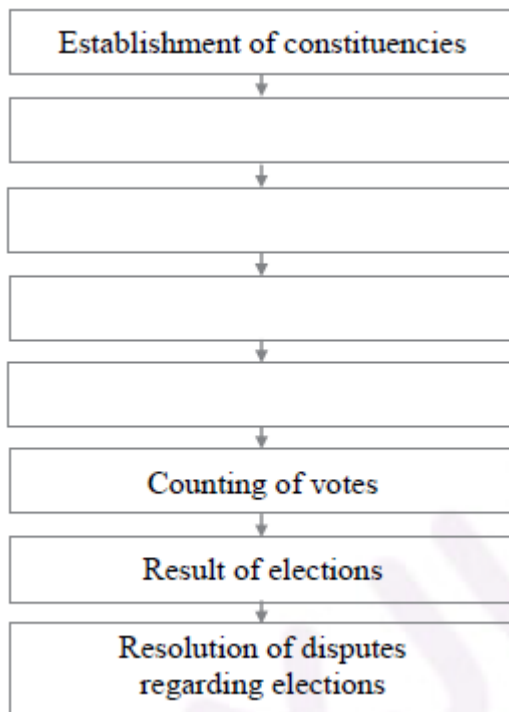 Establishment of constituencies
Counting of votes
Result of elections
Resolution of disputes
regarding elections